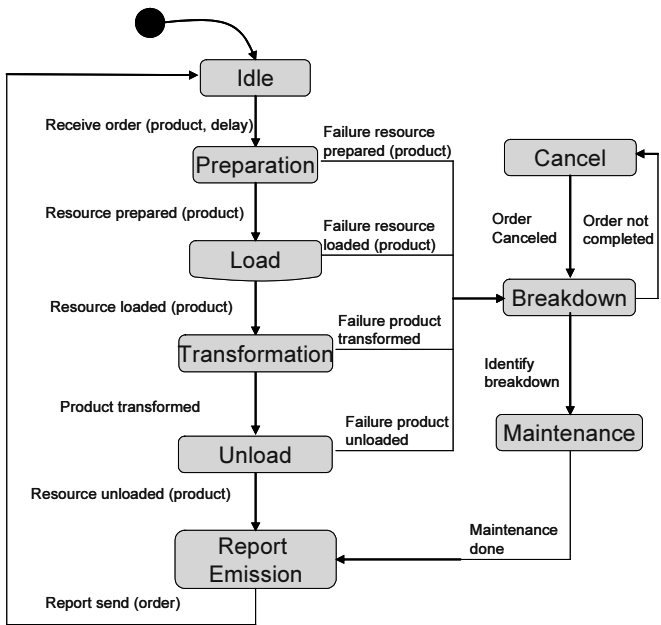 Idle
Receive order (product, delay)
Failure resource
prepared (product)
Preparation
Cancel
Resource prepared (product)
Failure resource
loaded (product)
Order
Canceled
Order not
completed
Load
Resource loaded (product)
Breakdown
Failure product
transformed
Transformation
Identify
breakdown
Product transformed
Failure product
unloaded
Maintenance
Unload
Resource unloaded (product)
Maintenance
done
Report
Emission
Report send (order)